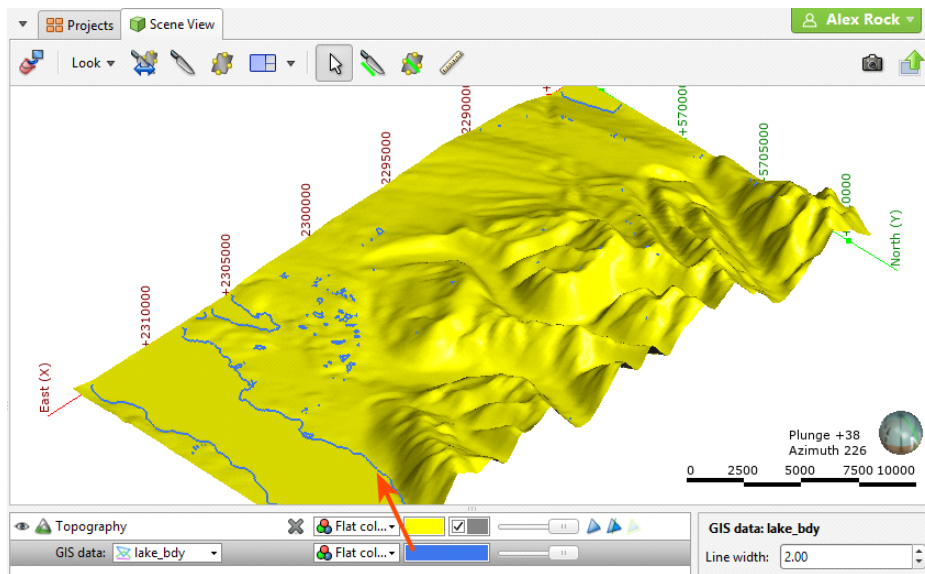 Projects
Scene View
Alex Rock
Look
East (X)
+2310000
+2305000
2300000
2295000
2290000
+570000
+5705000
0000
North (Y)
Plunge +38
Azimuth 226
0 2500 5000 7500 10000
Topography
Flat col...
GIS data: lake_bdy
Flat col...
GIS data: lake_bdy
Line width: 2.00